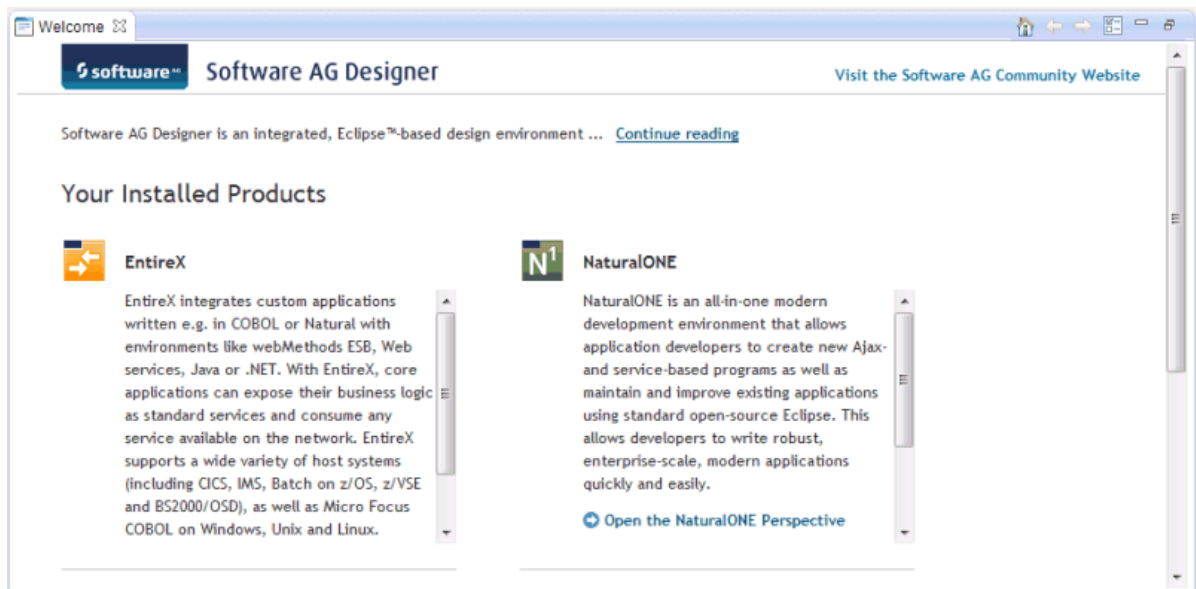 Welcome
software AG Software AG Designer Visit the Software AG Community Website
Software AG Designer is an integrated, Eclipse™-based design environment ... Continue reading
Your Installed Products
EntireX
EntireX integrates custom applications
written e.g. in COBOL or Natural with
environments like webMethods ESB, Web
services, Java or .NET. With EntireX, core
applications can expose their business logic
as standard services and consume any
service available on the network. EntireX
supports a wide variety of host systems
(including CICS, IMS, Batch on z/OS, z/VSE
and BS2000/OSD), as well as Micro Focus
COBOL on Windows, Unix and Linux.
N1
NaturalONE
NaturalONE is an all-in-one modern
development environment that allows
application developers to create new Ajax-
and service-based programs as well as
maintain and improve existing applications
using standard open-source Eclipse. This
allows developers to write robust,
enterprise-scale, modern applications
quickly and easily.
Open the NaturalONE Perspective